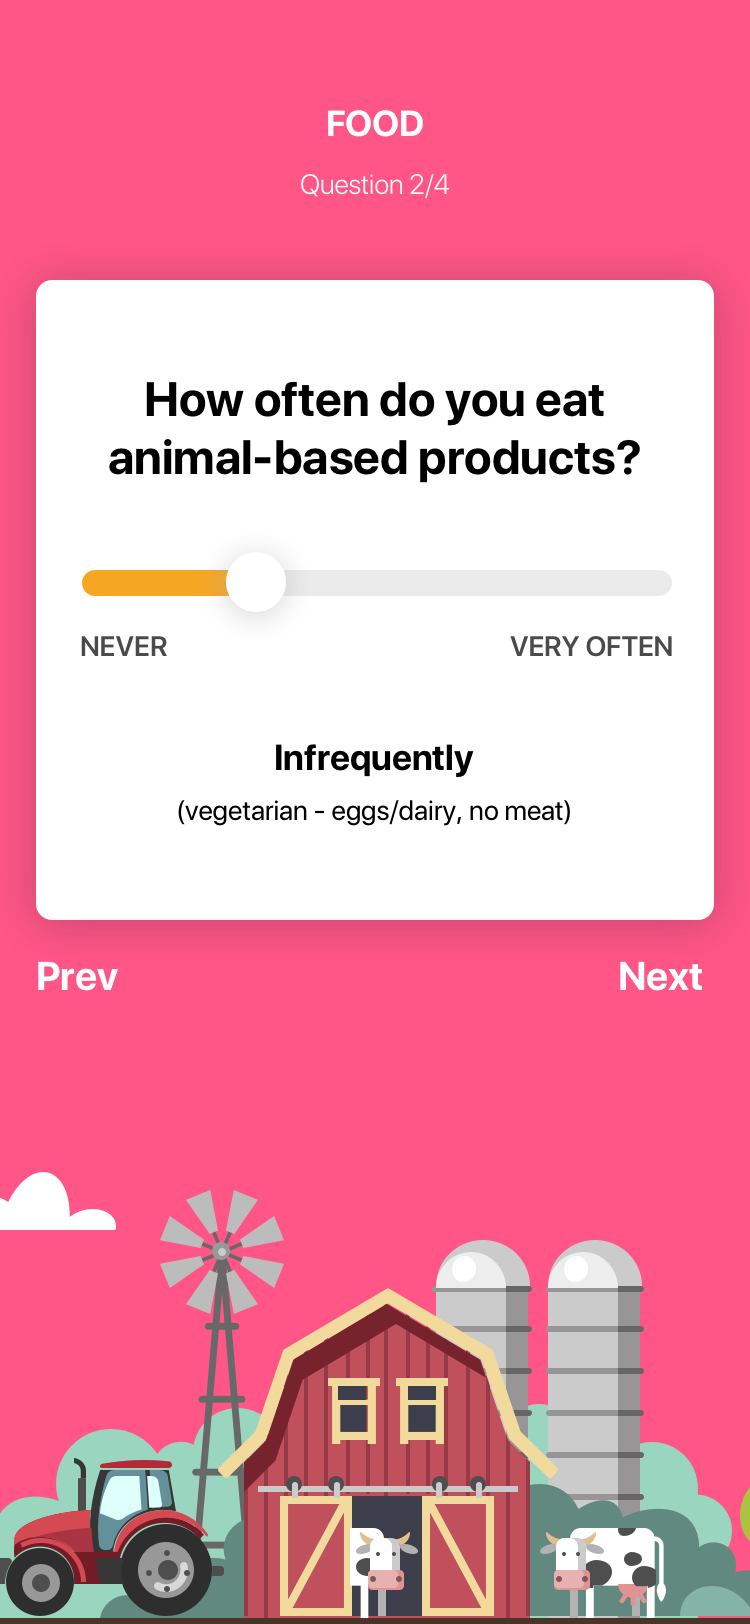 FOOD
Question 2/4
How often do you eat
animal-based products?
NEVER
VERY OFTEN
Infrequently
(vegetarian - eggs/dairy, no meat)
Prev
Next